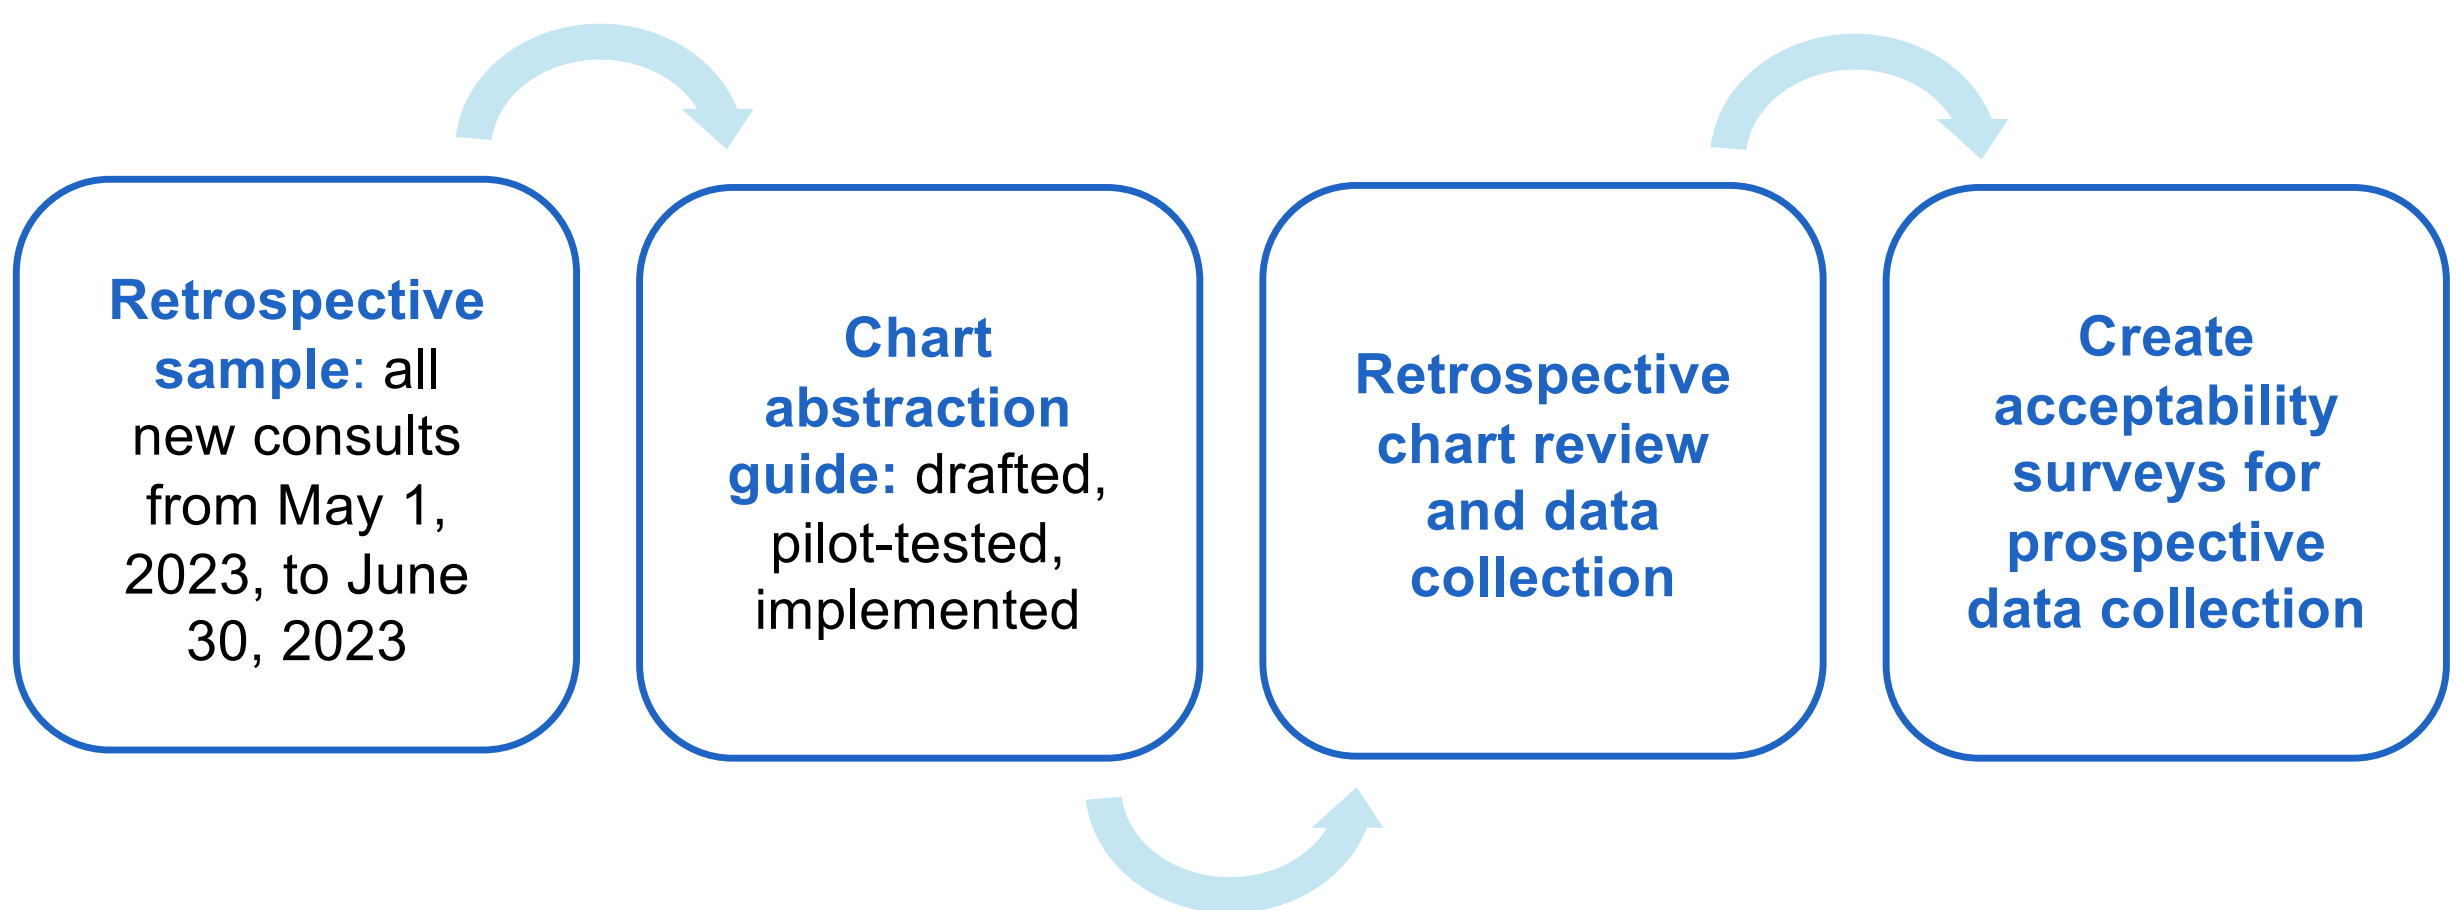 Retrospective
sample: all
new consults
from May 1,
2023, to June
30, 2023
Chart
abstraction
guide: drafted,
pilot-tested,
implemented
Retrospective
chart review
and data
collection
Create
acceptability
surveys for
prospective
data collection